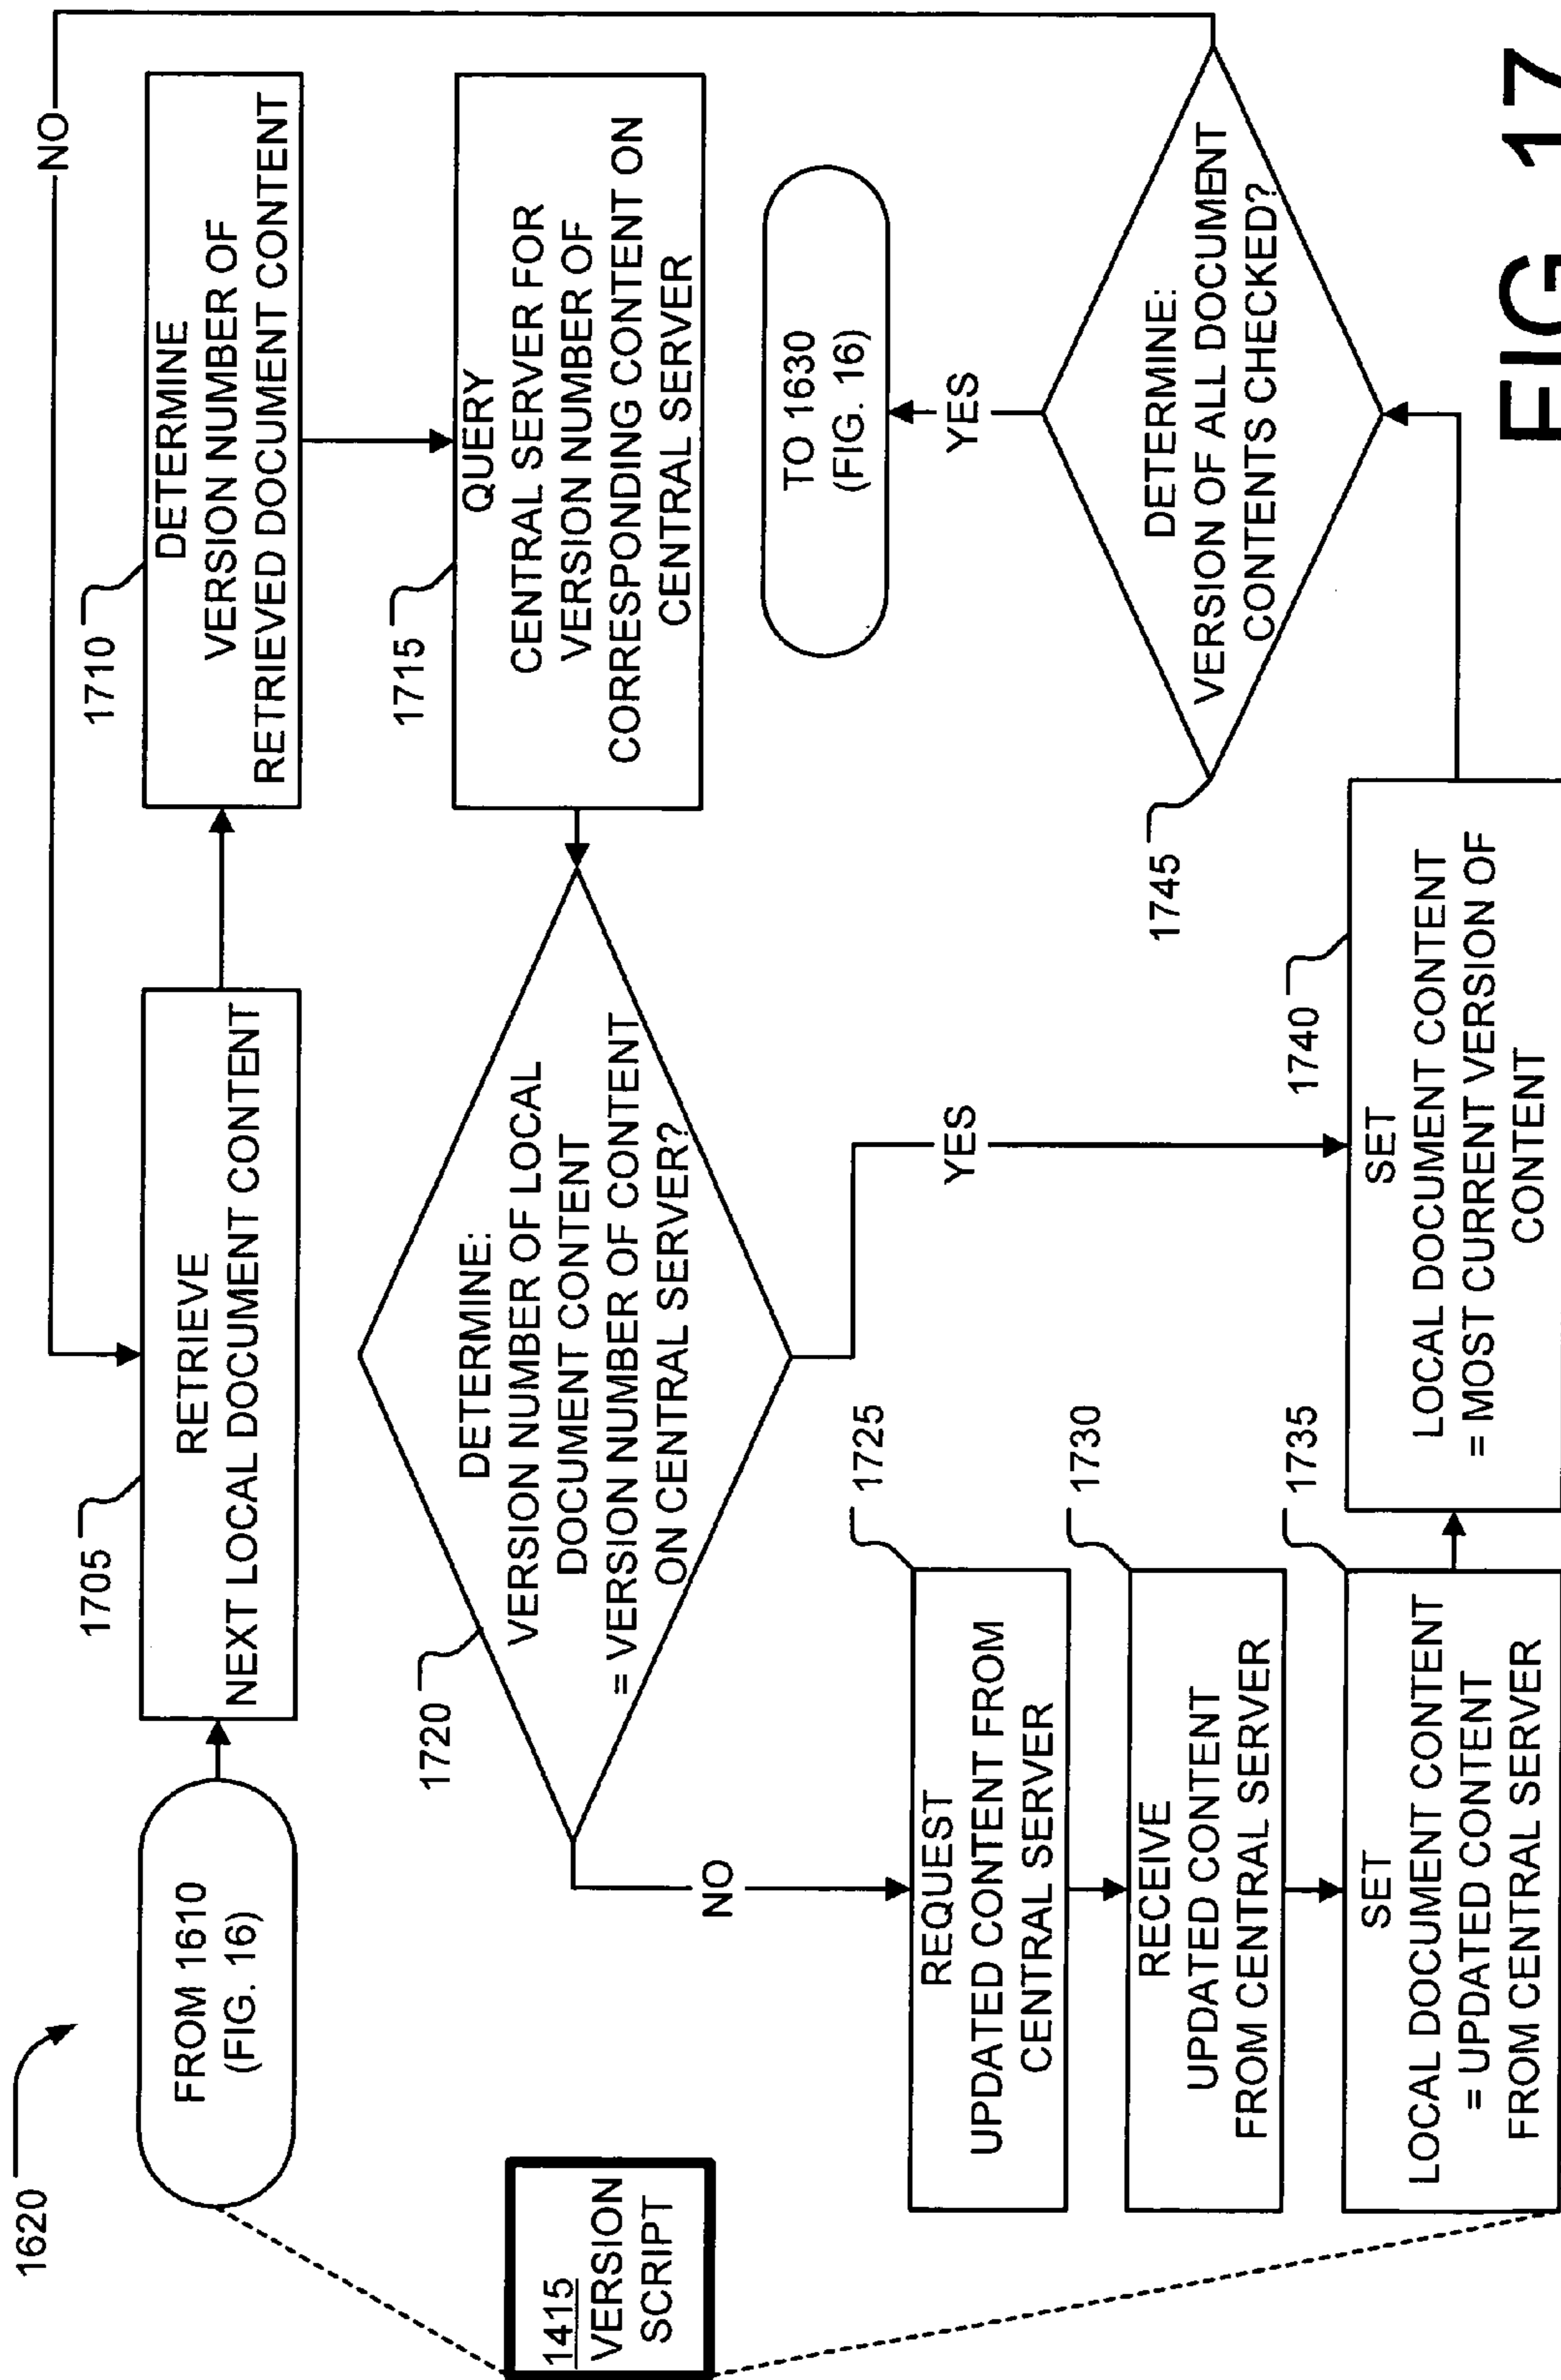 1620
FROM 1610
(FIG. 16)
1705
RETRIEVE
NEXT LOCAL DOCUMENT CONTENT
NO
1710
DETERMINE
VERSION NUMBER OF
RETRIEVED DOCUMENT CONTENT
1715
QUERY
CENTRAL SERVER FOR
VERSION NUMBER OF
CORRESPONDING CONTENT ON
CENTRAL SERVER
1720
DETERMINE:
VERSION NUMBER OF LOCAL
DOCUMENT CONTENT
= VERSION NUMBER OF CONTENT
ON CENTRAL SERVER?
1415
VERSION
SCRIPT
NO
1725
REQUEST
UPDATED CONTENT FROM
CENTRAL SERVER
1730
RECEIVE
UPDATED CONTENT
FROM CENTRAL SERVER
1735
SET
LOCAL DOCUMENT CONTENT
= UPDATED CONTENT
FROM CENTRAL SERVER
YES
1740
SET
LOCAL DOCUMENT CONTENT
= MOST CURRENT VERSION OF
CONTENT
1745
DETERMINE:
VERSION OF ALL DOCUMENT
CONTENTS CHECKED?
YES
TO 1630
(FIG. 16)
FIG 17